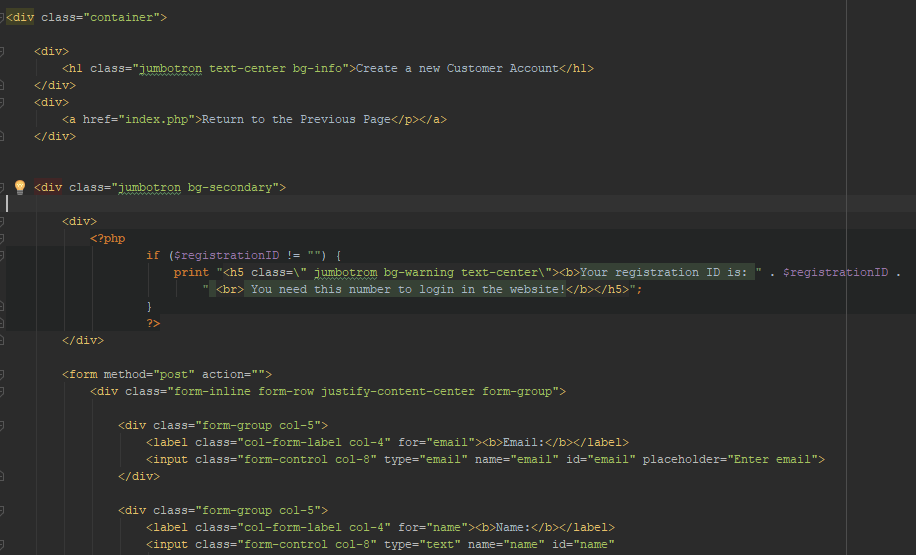 <div class="container">
<div>
<h1 class="jumbotron text-center bg-info">Create a new Customer Account</h1>
</div>
<div>
<a href="index.php">Return to the Previous Page</p></a>
</div>
<div class="jumbotron bg-secondary">
<div>
<?php
if ($registrationID != "") {
print "<h5 class=\" jumbotrom bg-warning text-center\"><b>Your registration ID is: " . $registrationID .
" <br> You need this number to login in the website!</b></h5>";
}
?>
</div>
<form method="post" action="">
<div class="form-inline form-row justify-content-center form-group">
<div class="form-group col-5">
<label class="col-form-label col-4" for="email"><b>Email:</b></label>
<input class="form-control col-8" type="email" name="email" id="email" placeholder="Enter email">
</div>
<div class="form-group col-5">
<label class="col-form-label col-4" for="name"><b>Name:</b></label>
<input class="form-control col-8" type="text" name="name" id="name"